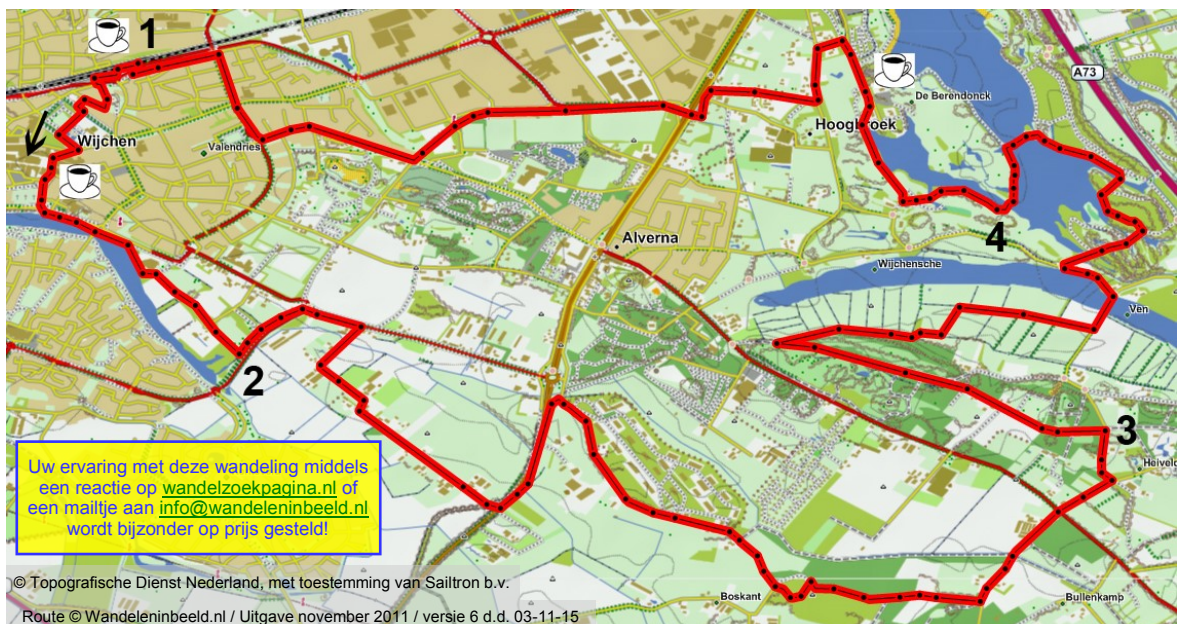 1
A73
De Berendonck
Hoogbroek
Wijchen
Valendries
Alverna
4
Wijchensche
Ven
2
3
Heiveld
Uw ervaring met deze wandeling middels
een reactie op wandelzoekpagina.nl of
een mailtje aan info@wandeleninbeeld.nl
wordt bijzonder op prijs gesteld!
© Topografische Dienst Nederland, met toestemming van Sailtron b.v.
Boskant
Bullenkamp
Route © Wandeleninbeeld.nl / Uitgave november 2011 / versie 6 d.d. 03-11-15